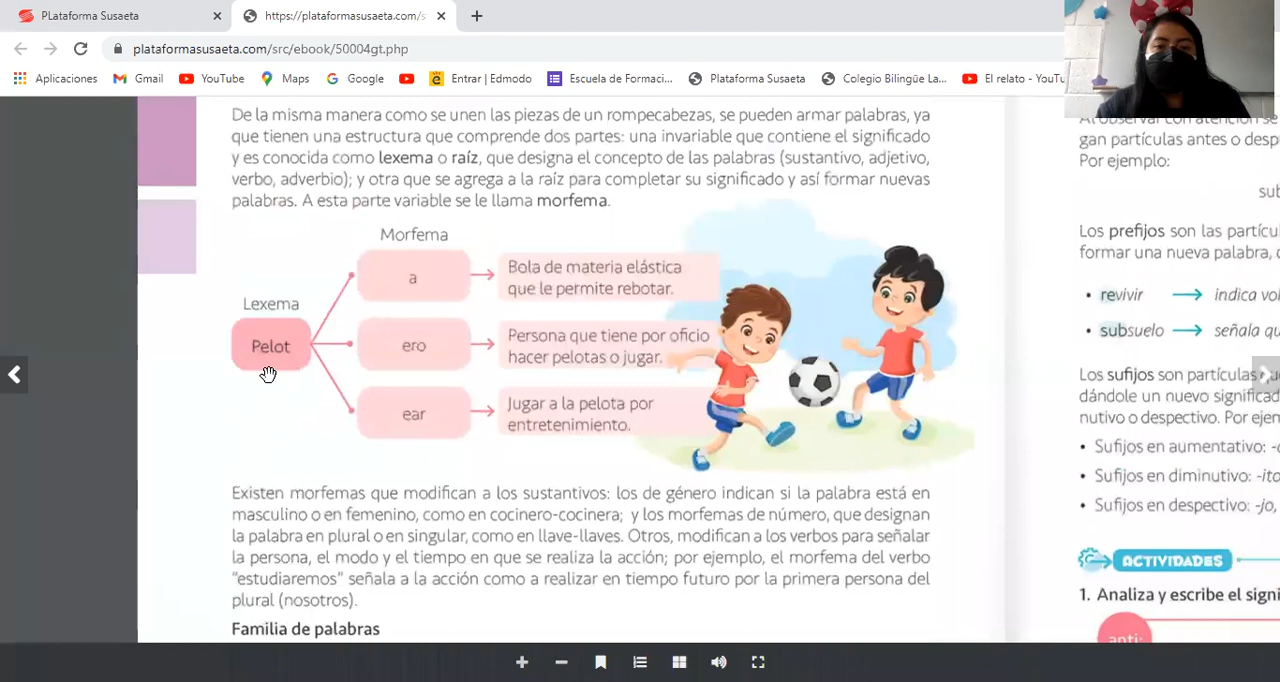 PLataforma Susaeta
https://plataformasusaeta.com/s
plataformasusaeta.com/src/ebook/50004gt.php
Aplicaciones
Gmail
YouTube
Maps
Google
Entrar | Edmodo
Escuela de Formaci...
Plataforma Susaeta
Colegio Bilingüe La...
El relato - YouTu
De la misma manera como se unen las piezas de un rompecabezas, se pueden armar palabras, ya
que tienen una estructura que comprende dos partes: una invariable que contiene el significado
y es conocida como lexema o raíz, que designa el concepto de las palabras (sustantivo, adjetivo,
verbo, adverbio); y otra que se agrega a la raíz para completar su significado y así formar nuevas
palabras. A esta parte variable se le llama morfema.
Morfema
Lexema
Pelot
a
Bola de materia elástica
que le permite rebotar.
ero
Persona que tiene por oficio
hacer pelotas o jugar.
ear
Jugar a la pelota por
entretenimiento.
Existen morfemas que modifican a los sustantivos: los de género indican si la palabra está en
masculino o en femenino, como en cocinero-cocinera; y los morfemas de número, que designan
la palabra en plural o en singular, como en llave-llaves. Otros, modifican a los verbos para señalar
la persona, el modo y el tiempo en que se realiza la acción; por ejemplo, el morfema del verbo
"estudiaremos" señala a la acción como a realizar en tiempo futuro por la primera persona del
plural (nosotros).
Familia de palabras
Al observar con atención se
gan partículas antes o desp
Por ejemplo:
sub
Los prefijos son las partícu
formar una nueva palabra, c
• revivir → indica vol
• subsuelo → señala qu
Los sufijos son partículas
dándole un nuevo significad
nutivo o despectivo. Por ejen
• Sufijos en aumentativo: -o
• Sufijos en diminutivo: -ito
• Sufijos en despectivo: -jo,
ACTIVIDADES
1. Analiza y escribe el signi
anti-